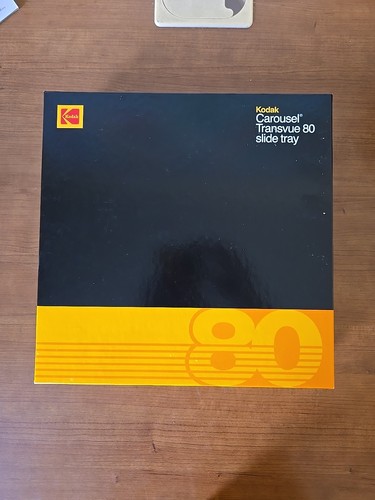 Kodak
Kodak
Carousel®
Transvue 80
slide tray
80